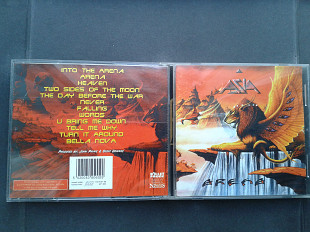 INTO THE ARENA
ARENA
HEAVEN
TWO SIDES OF THE MOON
THE DAY BEFORE THE WAR
NEVER
FALLING
WORDS
U BRING ME DOWN
TELL ME WHY
TURN IT AROUND
BELLA NOVA
ASIA
ARENA